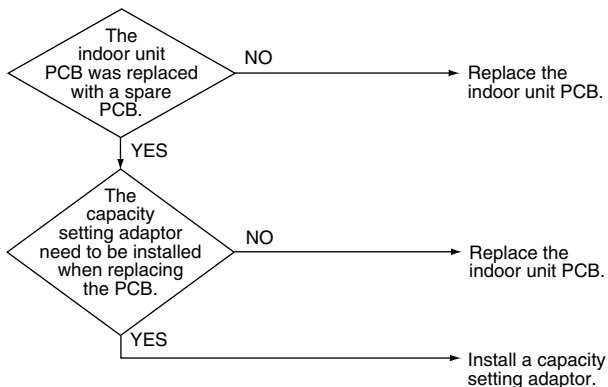 The
indoor unit
PCB was replaced
with a spare
PCB.
NO
Replace the
indoor unit PCB.
YES
The
capacity
setting adaptor
need to be installed
when replacing
the PCB.
NO
Replace the
indoor unit PCB.
YES
Install a capacity
setting adaptor.